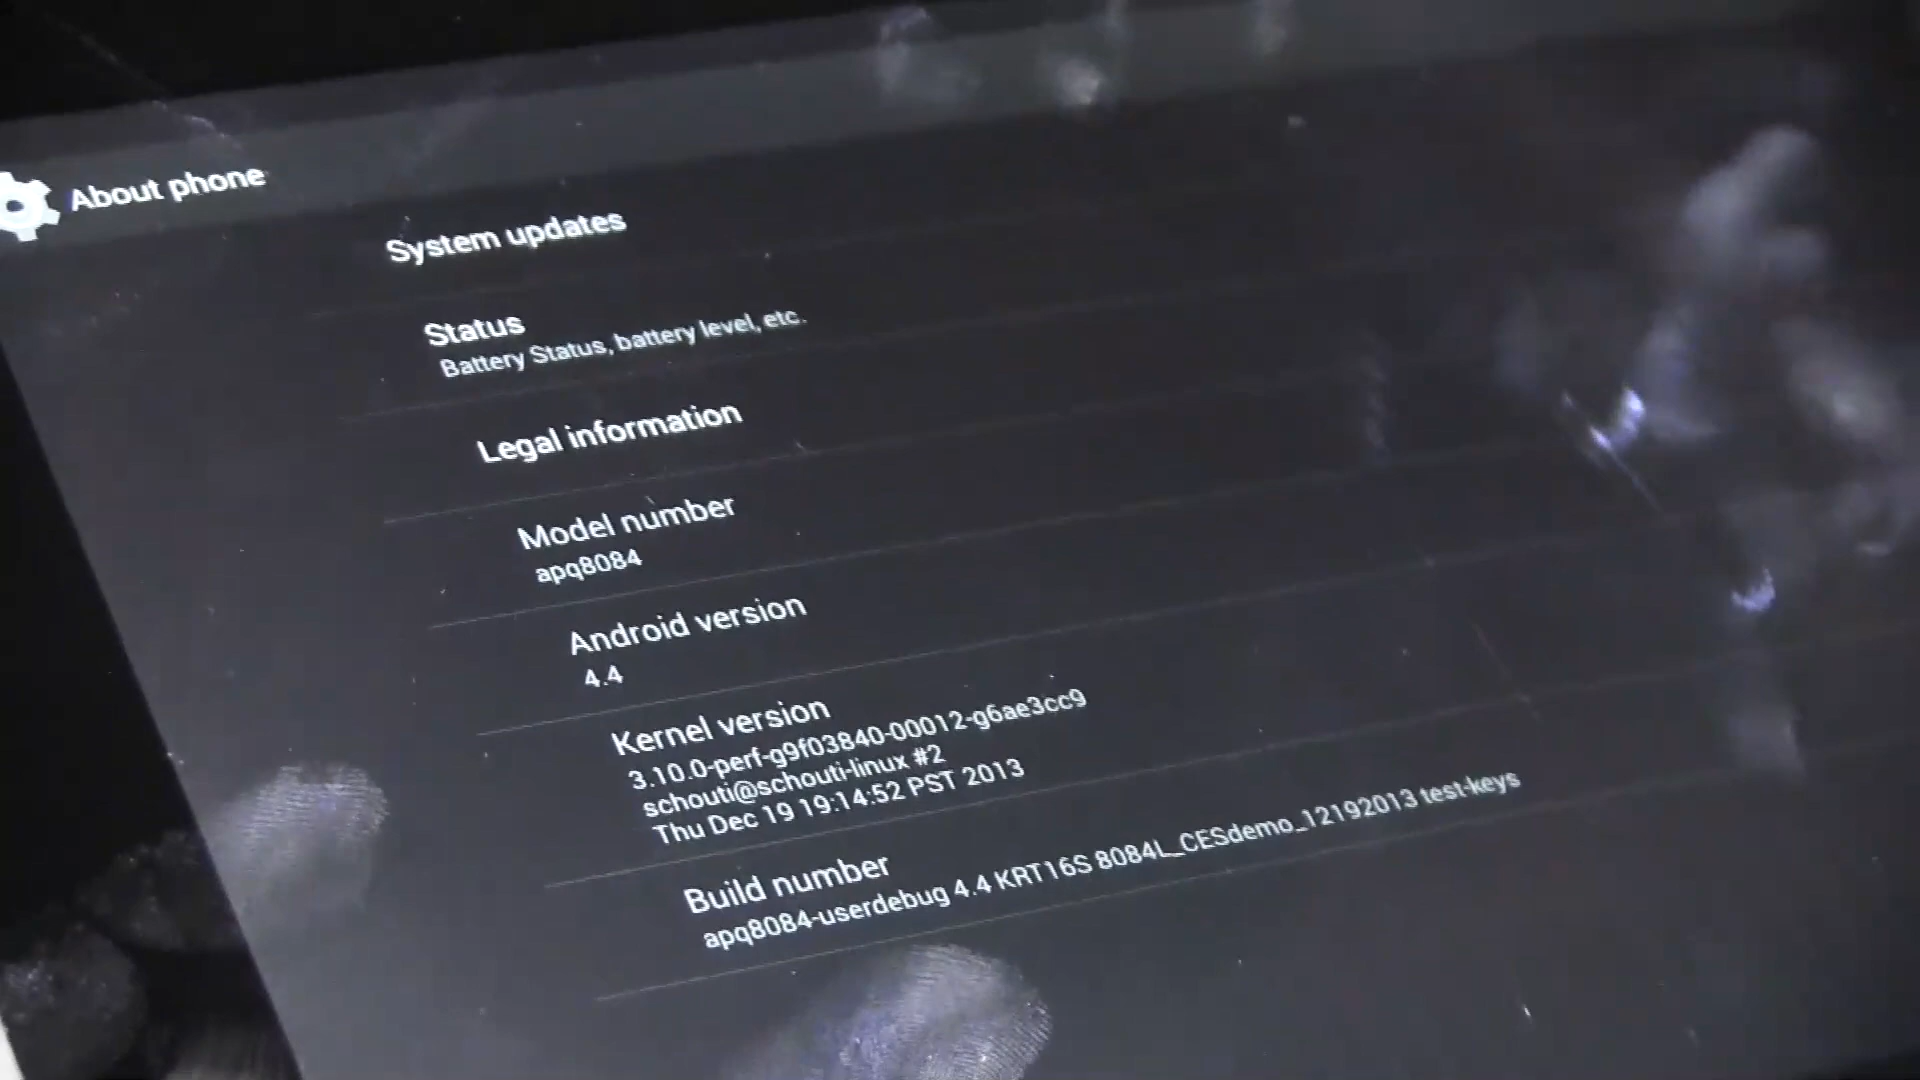 About phone
System updates
Status
Battery Status, battery level, etc.
Legal information
Model number
apq8084
Android version
4.4
Kernel version
3.10.0-perf-g9f03840-00012-g6ae3cc9
schouti@schouti-linux #2
Thu Dec 19 19:14:52 PST 2013
Build number
apq8084-userdebug 4.4 KRT16S 8084L_CESdemo_12192013 test-keys